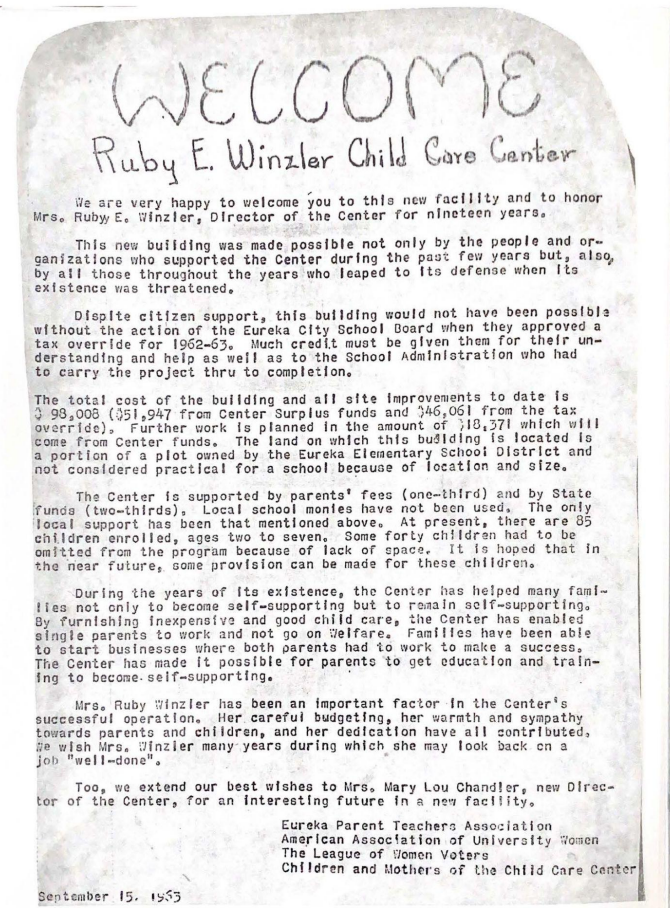 WELCOME
Ruby E. Winzler Child Care Center
We are very happy to welcome you to this new facility and to honor
Mrs. Ruby E. Winzler, Director of the Center for nineteen years.
This new building was made possible not only by the people and or-
ganizations who supported the Center during the past few years but, also,
by all those throughout the years who leaped to its defense when its
existence was threatened.
Dispite citizen support, this building would not have been possible
without the action of the Eureka City School Board when they approved a
tax override for 1962-63. Much credit must be given them for their un-
derstanding and help as well as to the School Administration who had
to carry the project thru to completion.
The total cost of the building and all site improvements to date is
$ 98,008 ($51,947 from Center Surplus funds and $46,061 from the tax
override). Further work is planned in the amount of $18,371 which will
come from Center funds. The land on which this building is located is
a portion of a plot owned by the Eureka Elementary School District and
not considered practical for a school because of location and size.
The Center is supported by parents' fees (one-third) and by State
funds (two-thirds). Local school monies have not been used. The only
local support has been that mentioned above. At present, there are 85
children enrolled, ages two to seven. Some forty children had to be
omitted from the program because of lack of space. It is hoped that in
the near future, some provision can be made for these children.
During the years of its existence, the Center has helped many fami-
lies not only to become self-supporting but to remain self-supporting.
By furnishing inexpensive and good child care, the Center has enabled
single parents to work and not go on Welfare. Families have been able
to start businesses where both parents had to work to make a success.
The Center has made it possible for parents to get education and train-
ing to become self-supporting.
Mrs. Ruby Winzler has been an important factor in the Center's
successful operation. Her careful budgeting, her warmth and sympathy
towards parents and children, and her dedication have all contributed.
We wish Mrs. Winzler many years during which she may look back on a
job "well-done".
Too, we extend our best wishes to Mrs. Mary Lou Chandler, new Direc-
tor of the Center, for an interesting future in a new facility.
Eureka Parent Teachers Association
American Association of University Women
The League of Women Voters
Children and Mothers of the Child Care Center
September 15, 1963